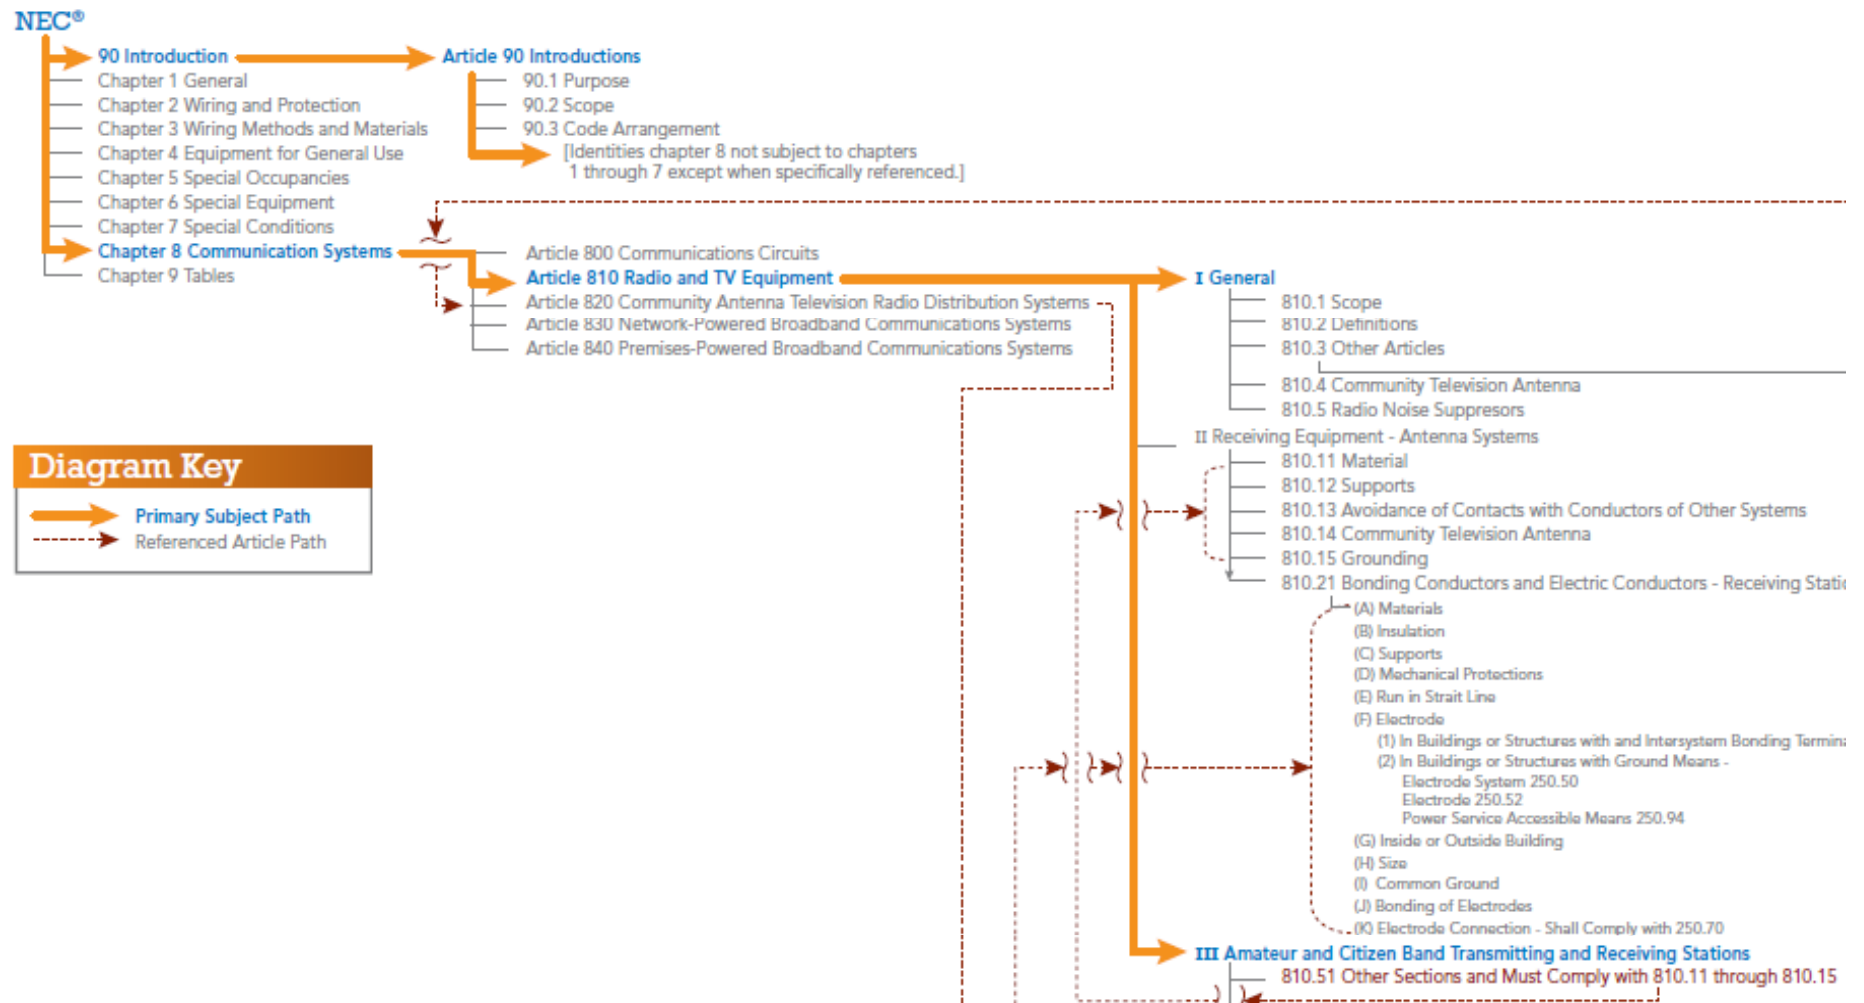 NEC®
90 Introduction
Chapter 1 General
Chapter 2 Wiring and Protection
Chapter 3 Wiring Methods and Materials
Chapter 4 Equipment for General Use
Chapter 5 Special Occupancies
Chapter 6 Special Equipment
Chapter 7 Special Conditions
Chapter 8 Communication Systems
Chapter 9 Tables
Article 90 Introductions
90.1 Purpose
90.2 Scope
90.3 Code Arrangement
[Identities chapter 8 not subject to chapters
1 through 7 except when specifically referenced.]
Article 800 Communications Circuits
Article 810 Radio and TV Equipment
Article 820 Community Antenna Television Radio Distribution Systems
Article 830 Network-Powered Broadband Communications Systems
Article 840 Premises-Powered Broadband Communications Systems
I General
810.1 Scope
810.2 Definitions
810.3 Other Articles
810.4 Community Television Antenna
810.5 Radio Noise Suppresors
II Receiving Equipment - Antenna Systems
810.11 Material
810.12 Supports
810.13 Avoidance of Contacts with Conductors of Other Systems
810.14 Community Television Antenna
810.15 Grounding
810.21 Bonding Conductors and Electric Conductors - Receiving
(A) Materials
(B) Insulation
(C) Supports
(D) Mechanical Protections
(E) Run in Strait Line
(F) Electrode
(1) In Buildings or Structures with and Intersystem Bonding
(2) In Buildings or Structures with Ground Means -
Electrode System 250.50
Electrode 250.52
Power Service Accessible Means 250.94
(G) Inside or Outside Building
(H) Size
(I) Common Ground
(J) Bonding of Electrodes
(K) Electrode Connection - Shall Comply with 250.70
III Amateur and Citizen Band Transmitting and Receiving Stations
810.51 Other Sections and Must Comply with 810.11 through 810.15
Diagram Key
Primary Subject Path
Referenced Article Path